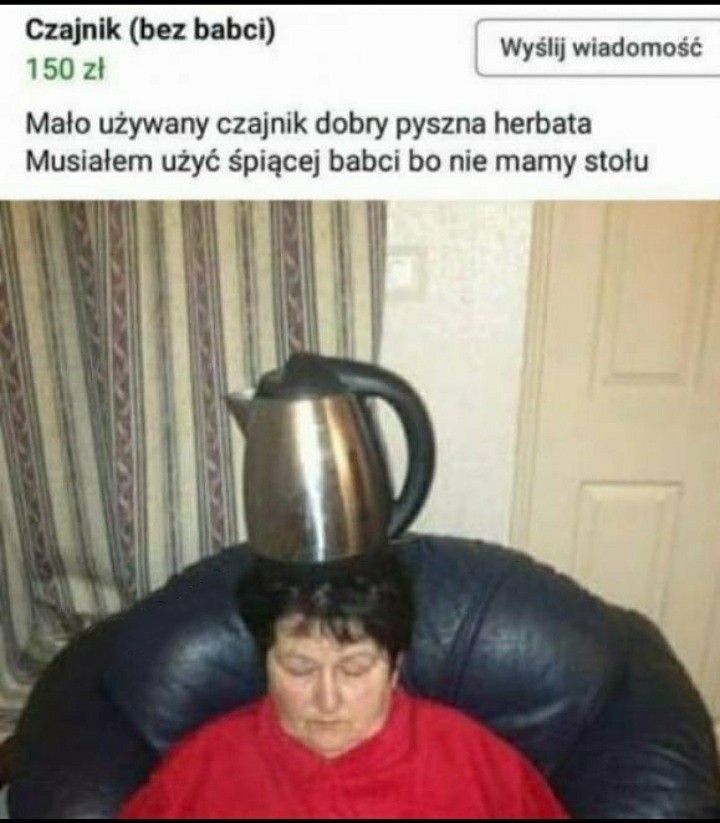 Czajnik (bez babci)
Wyślij wiadomość
150 zł
Mało używany czajnik dobry pyszna herbata
Musiałem użyć śpiącej babci bo nie mamy stołu